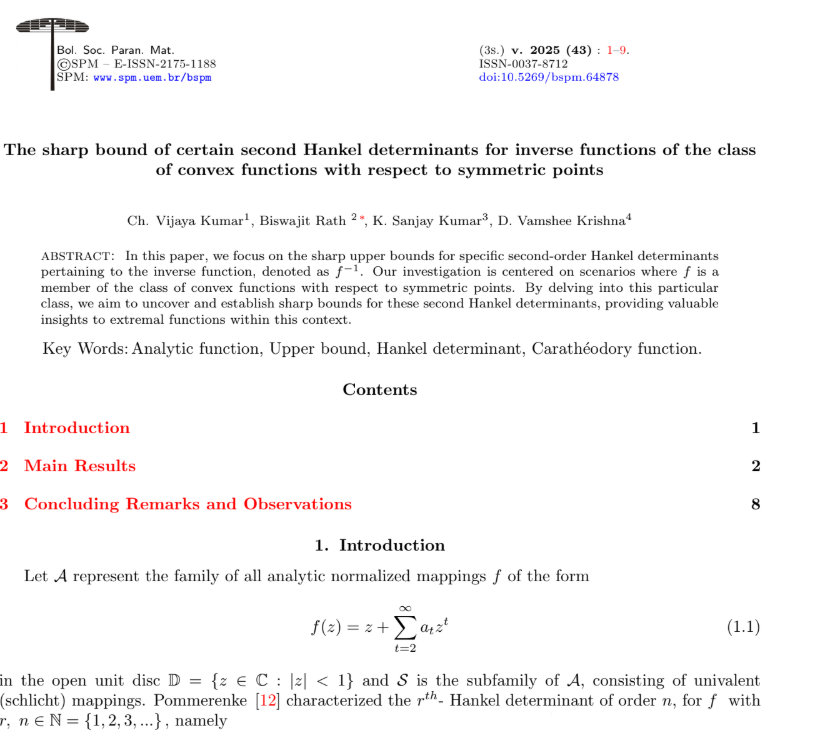 Bol. Soc. Paran. Mat.
©SPM – E-ISSN-2175-1188
SPM: www.spm.uem.br/bspm
(3s.) v. 2025 (43) : 1–9.
ISSN-0037-8712
doi:10.5269/bspm.64878
The sharp bound of certain second Hankel determinants for inverse functions of the class
of convex functions with respect to symmetric points
Ch. Vijaya Kumar¹, Biswajit Rath ²*, K. Sanjay Kumar³, D. Vamshee Krishna⁴
ABSTRACT: In this paper, we focus on the sharp upper bounds for specific second-order Hankel determinants
pertaining to the inverse function, denoted as f⁻¹. Our investigation is centered on scenarios where f is a
member of the class of convex functions with respect to symmetric points. By delving into this particular
class, we aim to uncover and establish sharp bounds for these second Hankel determinants, providing valuable
insights to extremal functions within this context.
Key Words: Analytic function, Upper bound, Hankel determinant, Carathéodory function.
Contents
1 Introduction 1
2 Main Results 2
3 Concluding Remarks and Observations 8
1. Introduction
Let 𝒜 represent the family of all analytic normalized mappings f of the form
f(z) = z + ∑_{t=2}^{∞} a_t z^t (1.1)
in the open unit disc 𝔻 = {z ∈ ℂ : |z| < 1} and 𝒮 is the subfamily of 𝒜, consisting of univalent
(schlicht) mappings. Pommerenke [12] characterized the r^{th}- Hankel determinant of order n, for f with
r, n ∈ ℕ = {1, 2, 3, ...}, namely